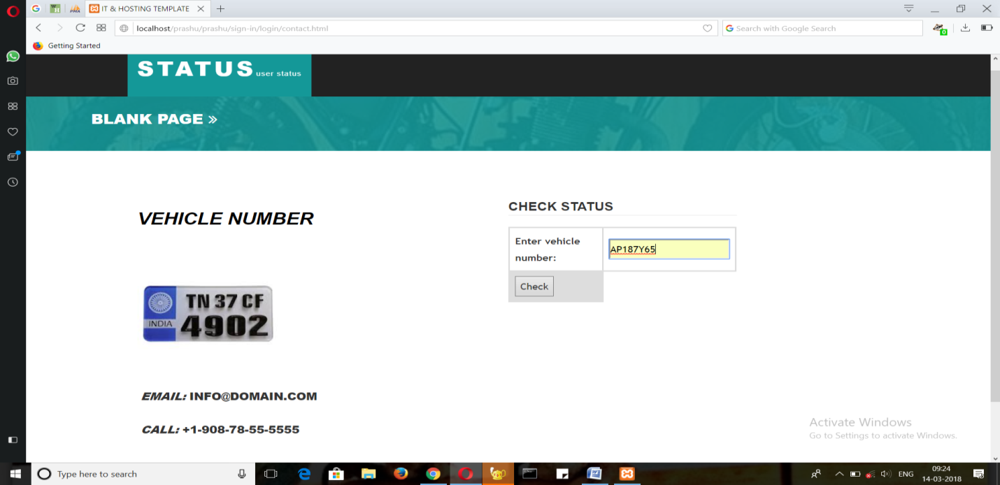 IT & HOSTING TEMPLATE
localhost/prashu/prashu/sign-in/login/contact.html
Search with Google Search
0
Getting Started
STATUS user status
BLANK PAGE »
VEHICLE NUMBER
TN 37 CF
INDIA 4902
EMAIL: INFO@DOMAIN.COM
CALL: +1-908-78-55-5555
CHECK STATUS
Enter vehicle
number:
AP187Y65
Check
Activate Windows
Go to Settings to activate Windows.
Type here to search
ENG
09:24
14-03-2018